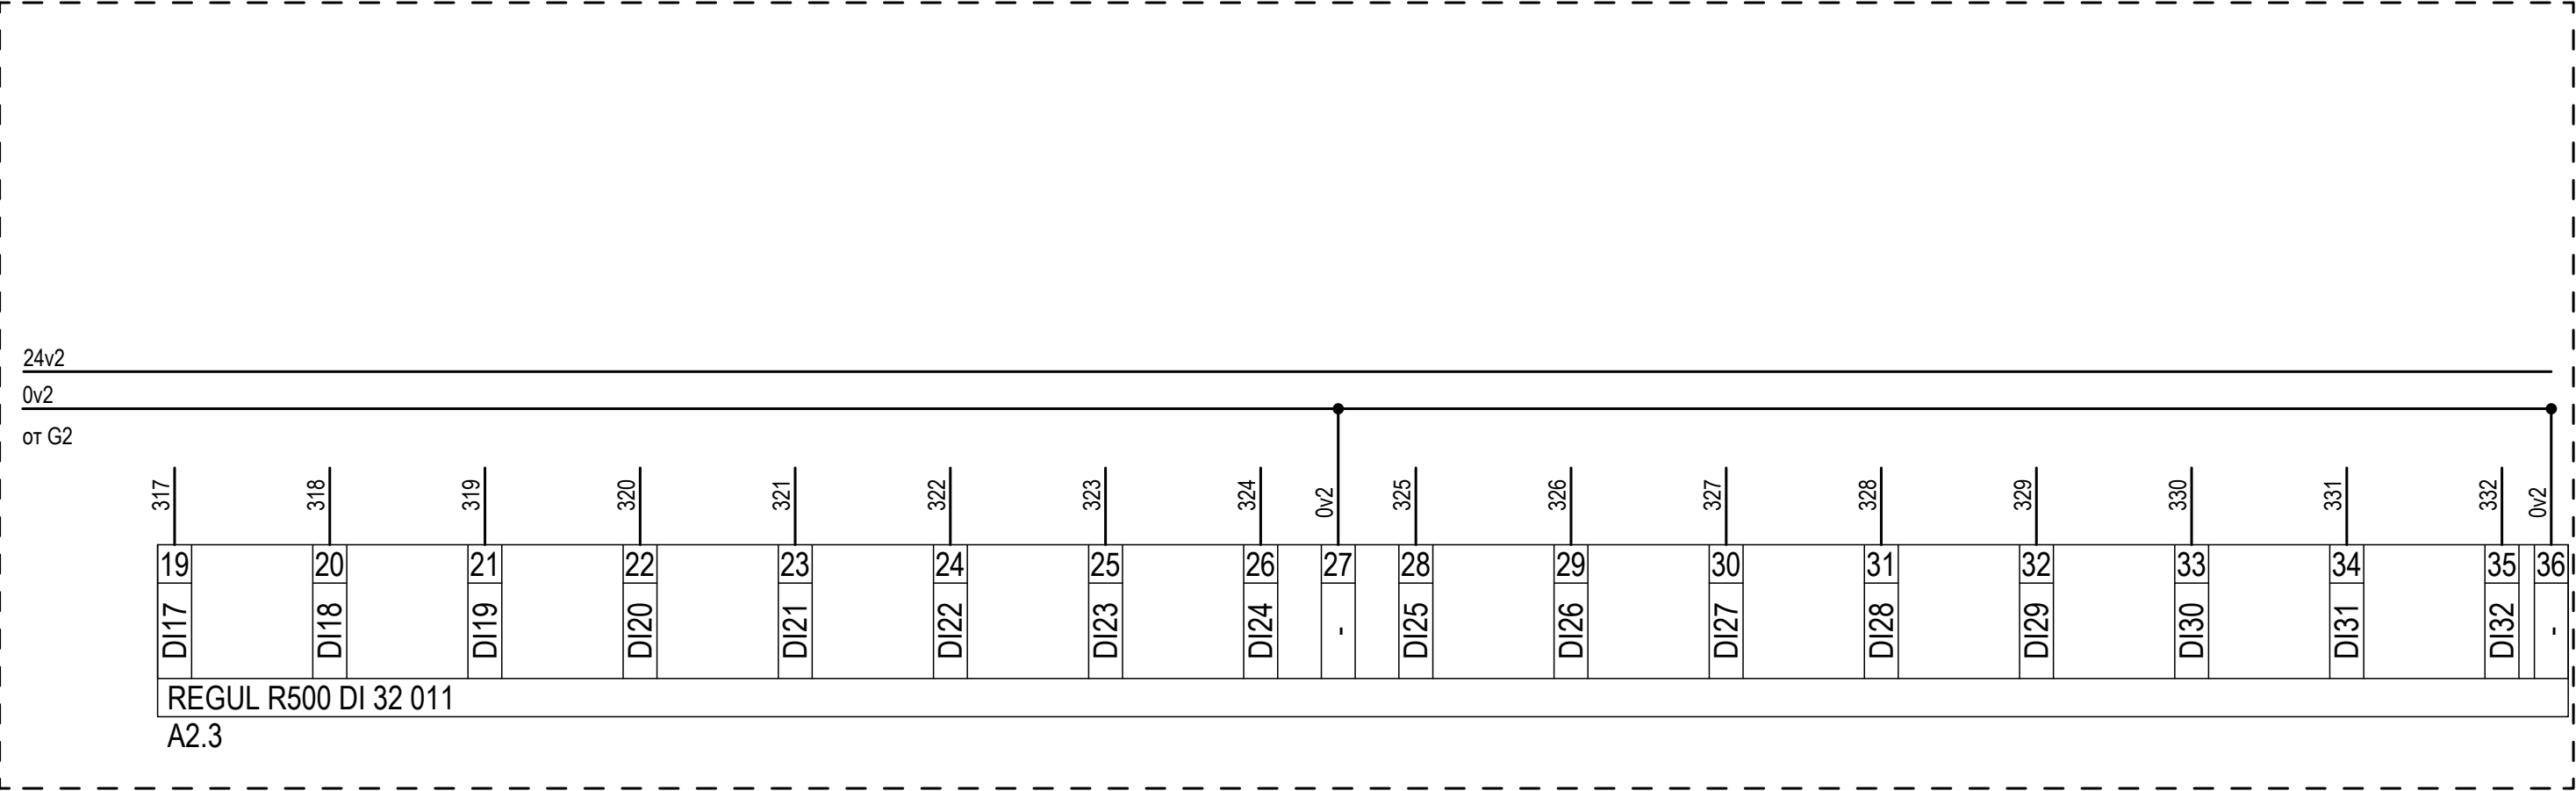 24v2
0v2
от G2
317 318 319 320 321 322 323 324 0v2 325 326 327 328 329 330 331 332 0v2
19 20 21 22 23 24 25 26 27 28 29 30 31 32 33 34 35 36
DI17 DI18 DI19 DI20 DI21 DI22 DI23 DI24 - DI25 DI26 DI27 DI28 DI29 DI30 DI31 DI32 -
REGUL R500 DI 32 011
A2.3